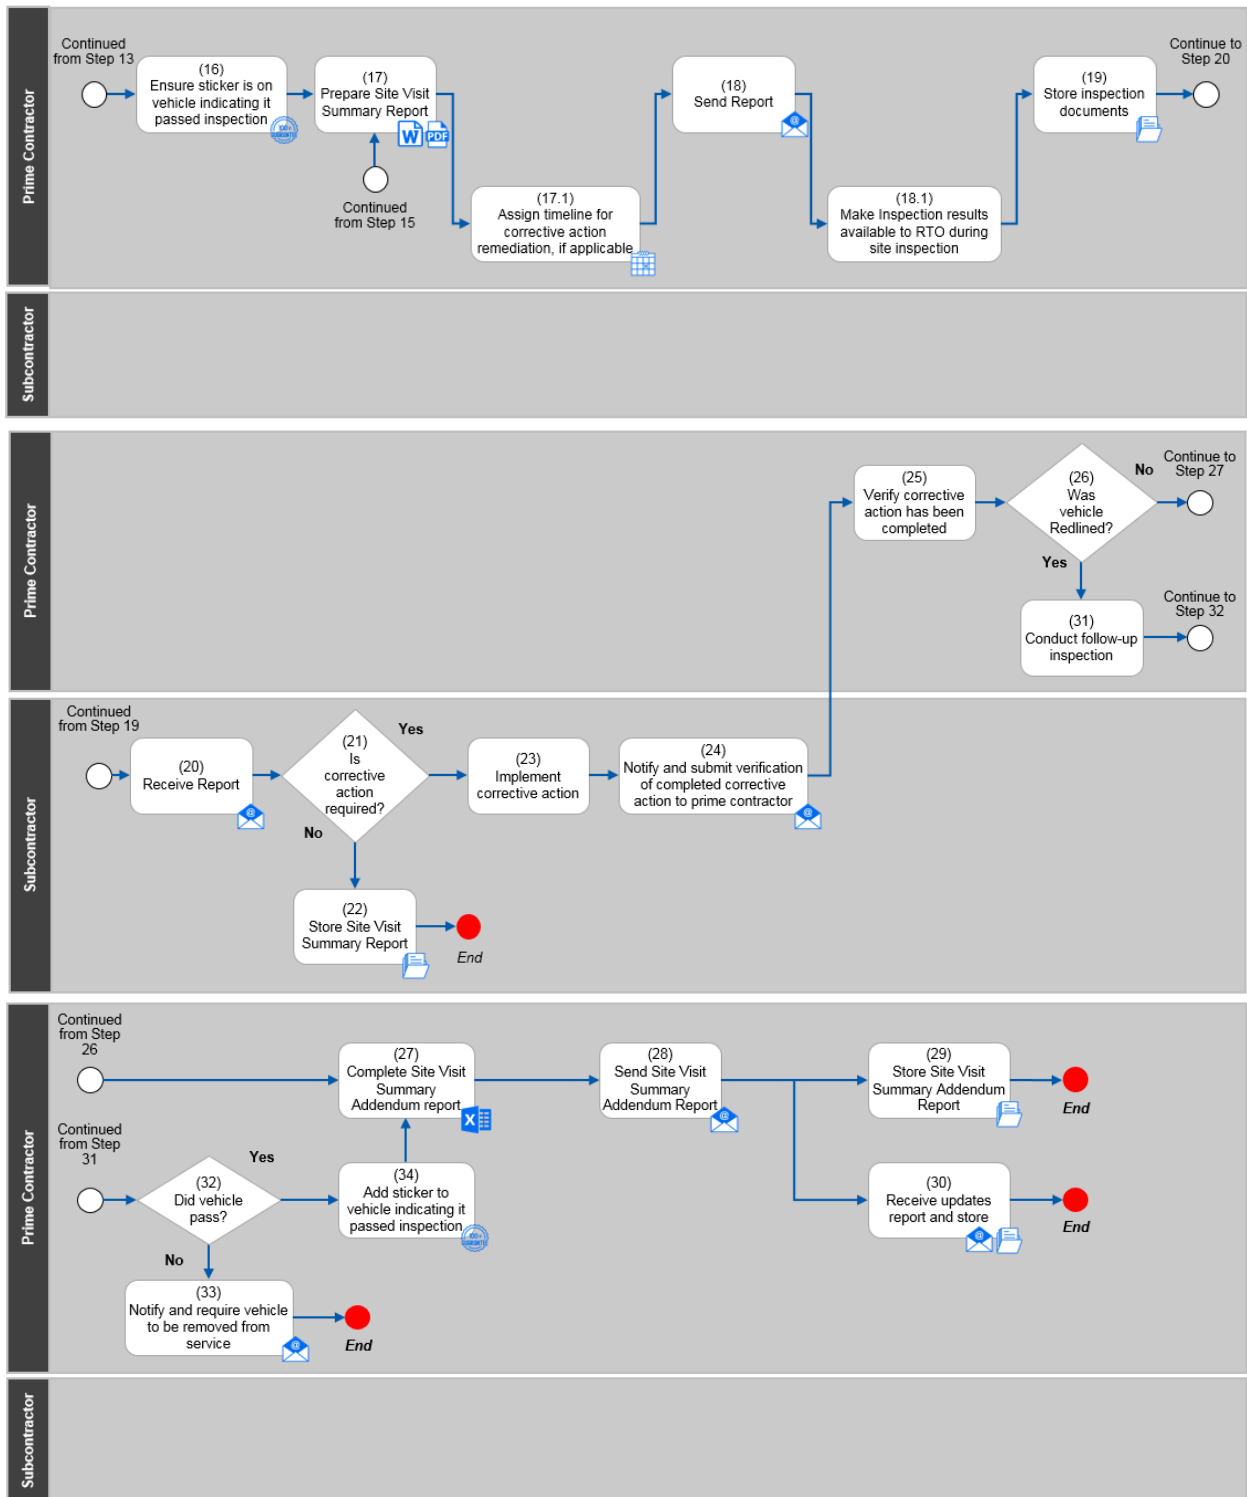 Prime Contractor
Continued
from Step 13
(16)
Ensure sticker is on
vehicle indicating it
passed inspection
(17)
Prepare Site Visit
Summary Report
W
PDF
Continued
from Step 15
(17.1)
Assign timeline for
corrective action
remediation, if applicable
(18)
Send Report
@
(18.1)
Make Inspection results
available to RTO during
site inspection
(19)
Store inspection
documents
Continue to
Step 20
Subcontractor
Prime Contractor
(25)
Verify corrective
action has been
completed
(26)
Was
vehicle
Redlined?
No
Continue to
Step 27
Yes
(31)
Conduct follow-up
inspection
Continue to
Step 32
Subcontractor
Continued
from Step 19
(20)
Receive Report
@
(21)
Is
corrective
action
required?
Yes
No
(23)
Implement
corrective action
(24)
Notify and submit verification
of completed corrective
action to prime contractor
@
(22)
Store Site Visit
Summary Report
End
Prime Contractor
Continued
from Step
26
(27)
Complete Site Visit
Summary
Addendum report
X
(28)
Send Site Visit
Summary
Addendum Report
@
(29)
Store Site Visit
Summary Addendum
Report
End
Continued
from Step
31
(32)
Did vehicle
pass?
Yes
No
(34)
Add sticker to
vehicle indicating it
passed inspection
(30)
Receive updates
report and store
@
End
(33)
Notify and require vehicle
to be removed from
service
@
End
Subcontractor